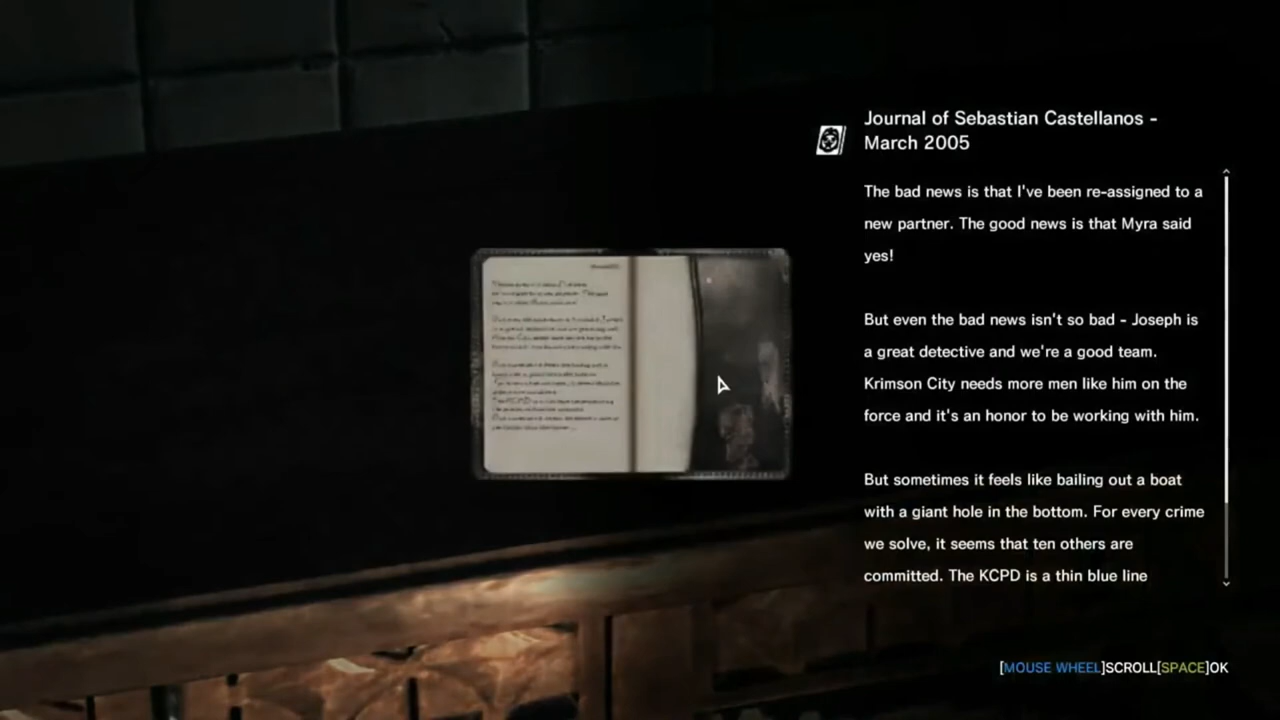 Journal of Sebastian Castellanos -
March 2005
The bad news is that I've been re-assigned to a
new partner. The good news is that Myra said
yes!
But even the bad news isn't so bad - Joseph is
a great detective and we're a good team.
Krimson City needs more men like him on the
force and it's an honor to be working with him.
But sometimes it feels like bailing out a boat
with a giant hole in the bottom. For every crime
we solve, it seems that ten others are
committed. The KCPD is a thin blue line
[MOUSE WHEEL]SCROLL[SPACE]OK